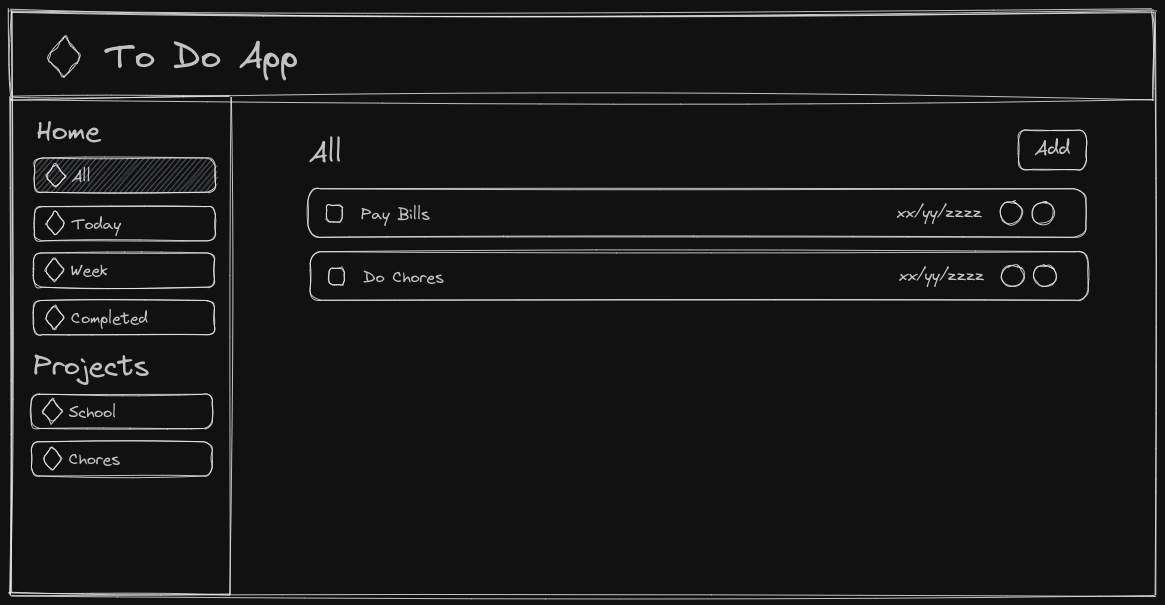 To Do App
Home
All
Today
Week
Completed
Projects
School
Chores
All
Add
Pay Bills xx/yy/zzzz
Do Chores xx/yy/zzzz